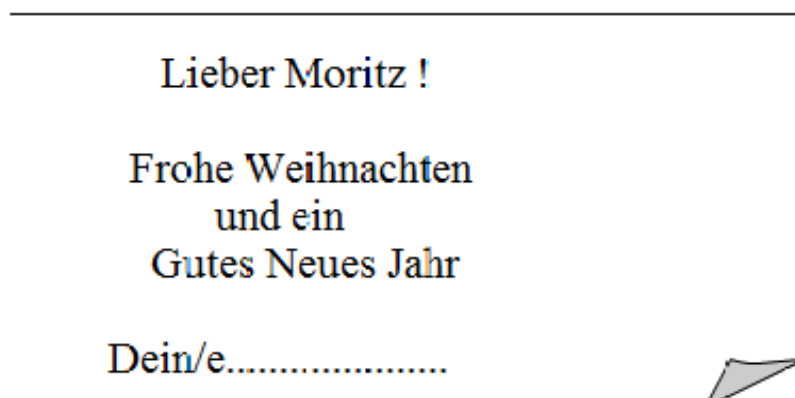 Lieber Moritz !
Frohe Weihnachten
und ein
Gutes Neues Jahr
Dein/e.....................